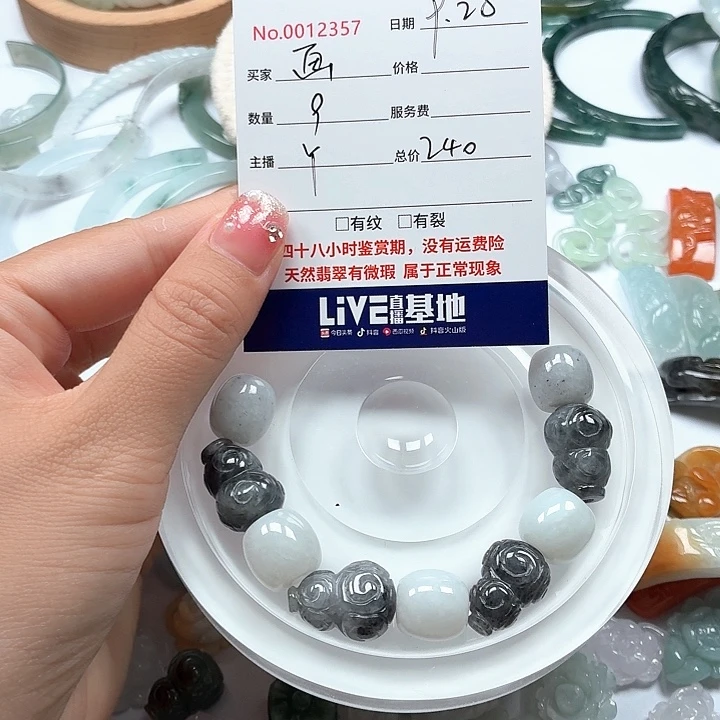 No.0012357 日期 7.20
买家 画 价格
数量 9 服务费
主播 Y 总价 240
□有纹 □有裂
四十八小时鉴赏期，没有运费险
天然翡翠有微瑕 属于正常现象
LiVE直播基地
今日头条 抖音 西瓜视频 抖音火山版